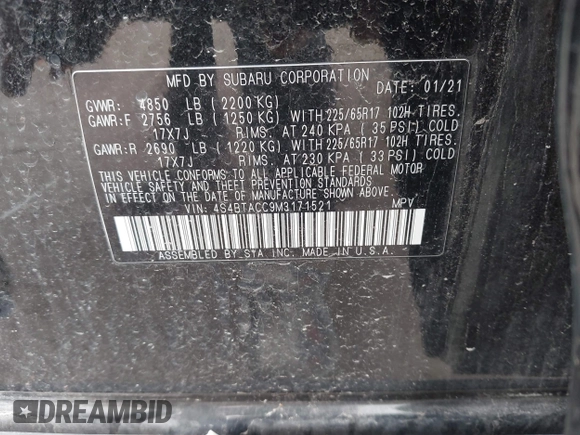 MFD BY SUBARU CORPORATION DATE: 01/21
GVWR: 4850 LB (2200 KG)
GAWR:F 2756 LB (1250 KG) WITH 225/65R17 102H TIRES.
17X7J RIMS. AT 240 KPA (35 PSI) COLD
GAWR:R 2690 LB (1220 KG) WITH 225/65R17 102H TIRES.
17X7J RIMS. AT 230 KPA (33 PSI) COLD
THIS VEHICLE CONFORMS TO ALL APPLICABLE FEDERAL MOTOR
VEHICLE SAFETY AND THEFT PREVENTION STANDARDS
IN EFFECT ON THE DATE OF MANUFACTURE SHOWN ABOVE.
VIN: 4S4BTACC9M3171521 MPV
ASSEMBLED BY STA INC. MADE IN U.S.A.
DREAMBID